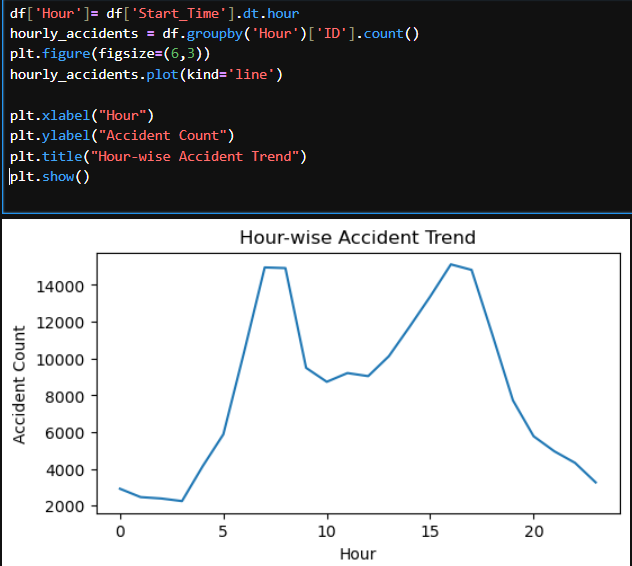 df['Hour']= df['Start_Time'].dt.hour
hourly_accidents = df.groupby('Hour')['ID'].count()
plt.figure(figsize=(6,3))
hourly_accidents.plot(kind='line')
plt.xlabel("Hour")
plt.ylabel("Accident Count")
plt.title("Hour-wise Accident Trend")
plt.show()
Hour-wise Accident Trend
Accident Count
14000
12000
10000
8000
6000
4000
2000
0 5 10 15 20
Hour